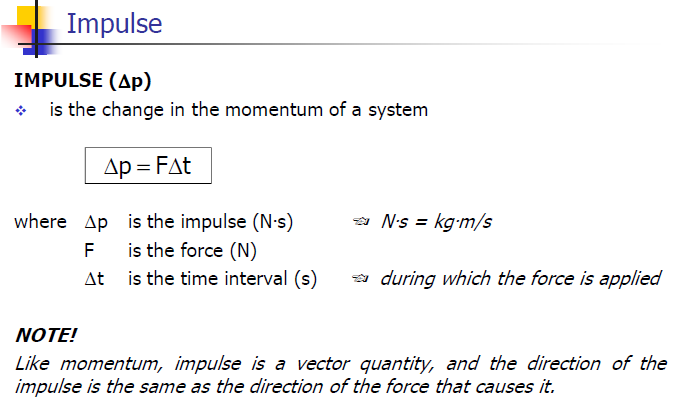 Impulse
IMPULSE (Δp)
❖ is the change in the momentum of a system
Δp = FΔt
where Δp is the impulse (N·s) ☜ N·s = kg·m/s
F is the force (N)
Δt is the time interval (s) ☜ during which the force is applied
NOTE!
Like momentum, impulse is a vector quantity, and the direction of the
impulse is the same as the direction of the force that causes it.